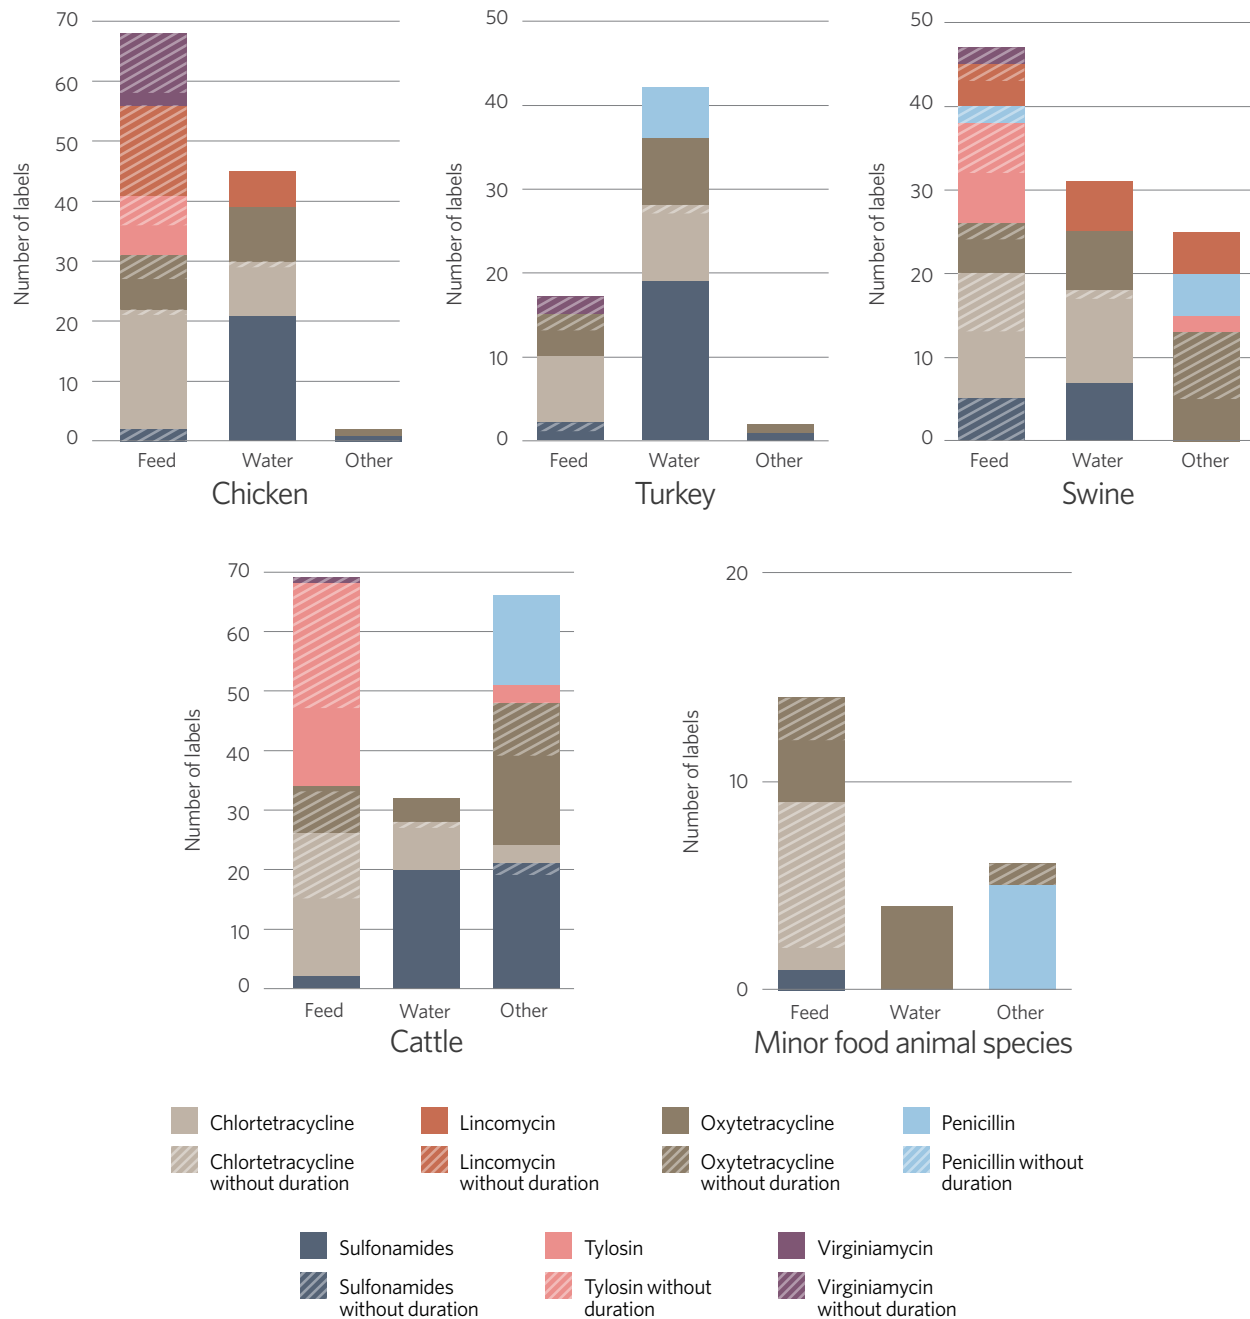 Number of labels
70
60
50
40
30
20
10
0
Feed
Water
Other
Chicken
Number of labels
50
40
30
20
10
0
Feed
Water
Other
Turkey
Number of labels
50
40
30
20
10
0
Feed
Water
Other
Swine
Number of labels
70
60
50
40
30
20
10
0
Feed
Water
Other
Cattle
Number of labels
20
10
0
Feed
Water
Other
Minor food animal species
Chlortetracycline
Lincomycin
Oxytetracycline
Penicillin
Chlortetracycline
without duration
Lincomycin
without duration
Oxytetracycline
without duration
Penicillin without
duration
Sulfonamides
Tylosin
Virginiamycin
Sulfonamides
without duration
Tylosin without
duration
Virginiamycin
without duration